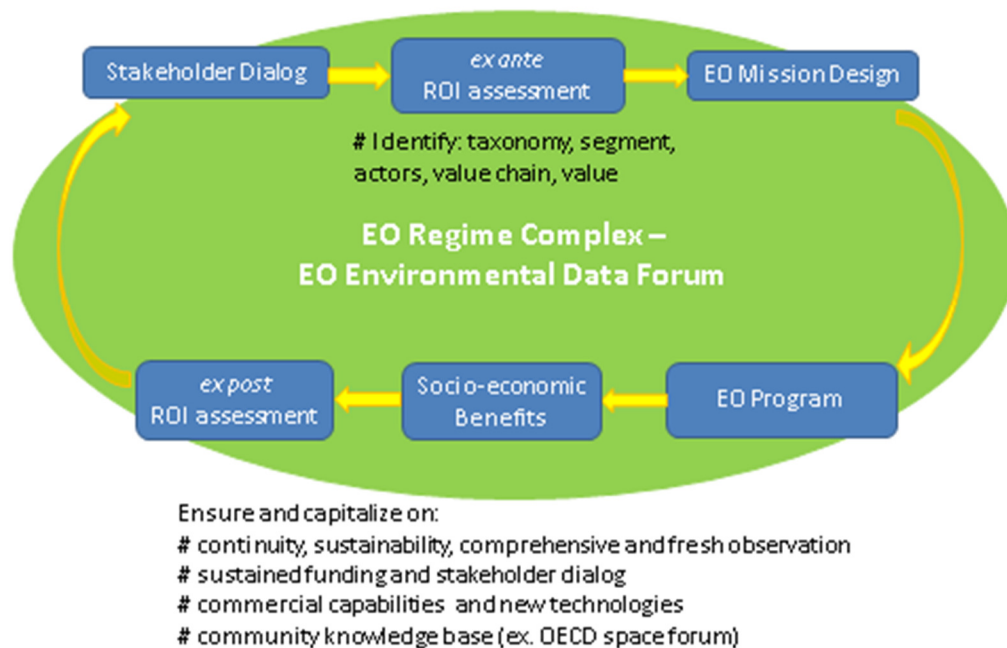 Stakeholder Dialog
ex ante
ROI assessment
EO Mission Design
# Identify: taxonomy, segment,
actors, value chain, value
EO Regime Complex –
EO Environmental Data Forum
ex post
ROI assessment
Socio-economic
Benefits
EO Program
Ensure and capitalize on:
# continuity, sustainability, comprehensive and fresh observation
# sustained funding and stakeholder dialog
# commercial capabilities and new technologies
# community knowledge base (ex. OECD space forum)